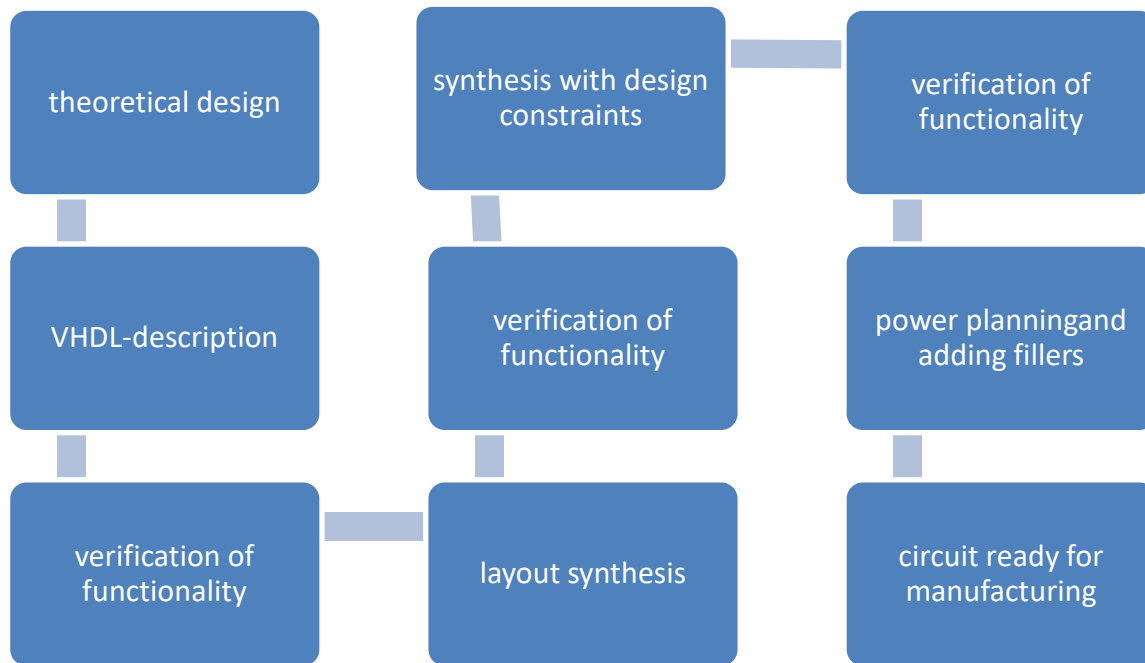 theoretical design
VHDL-description
verification of
functionality
layout synthesis
verification of
functionality
synthesis with design
constraints
verification of
functionality
power planningand
adding fillers
circuit ready for
manufacturing